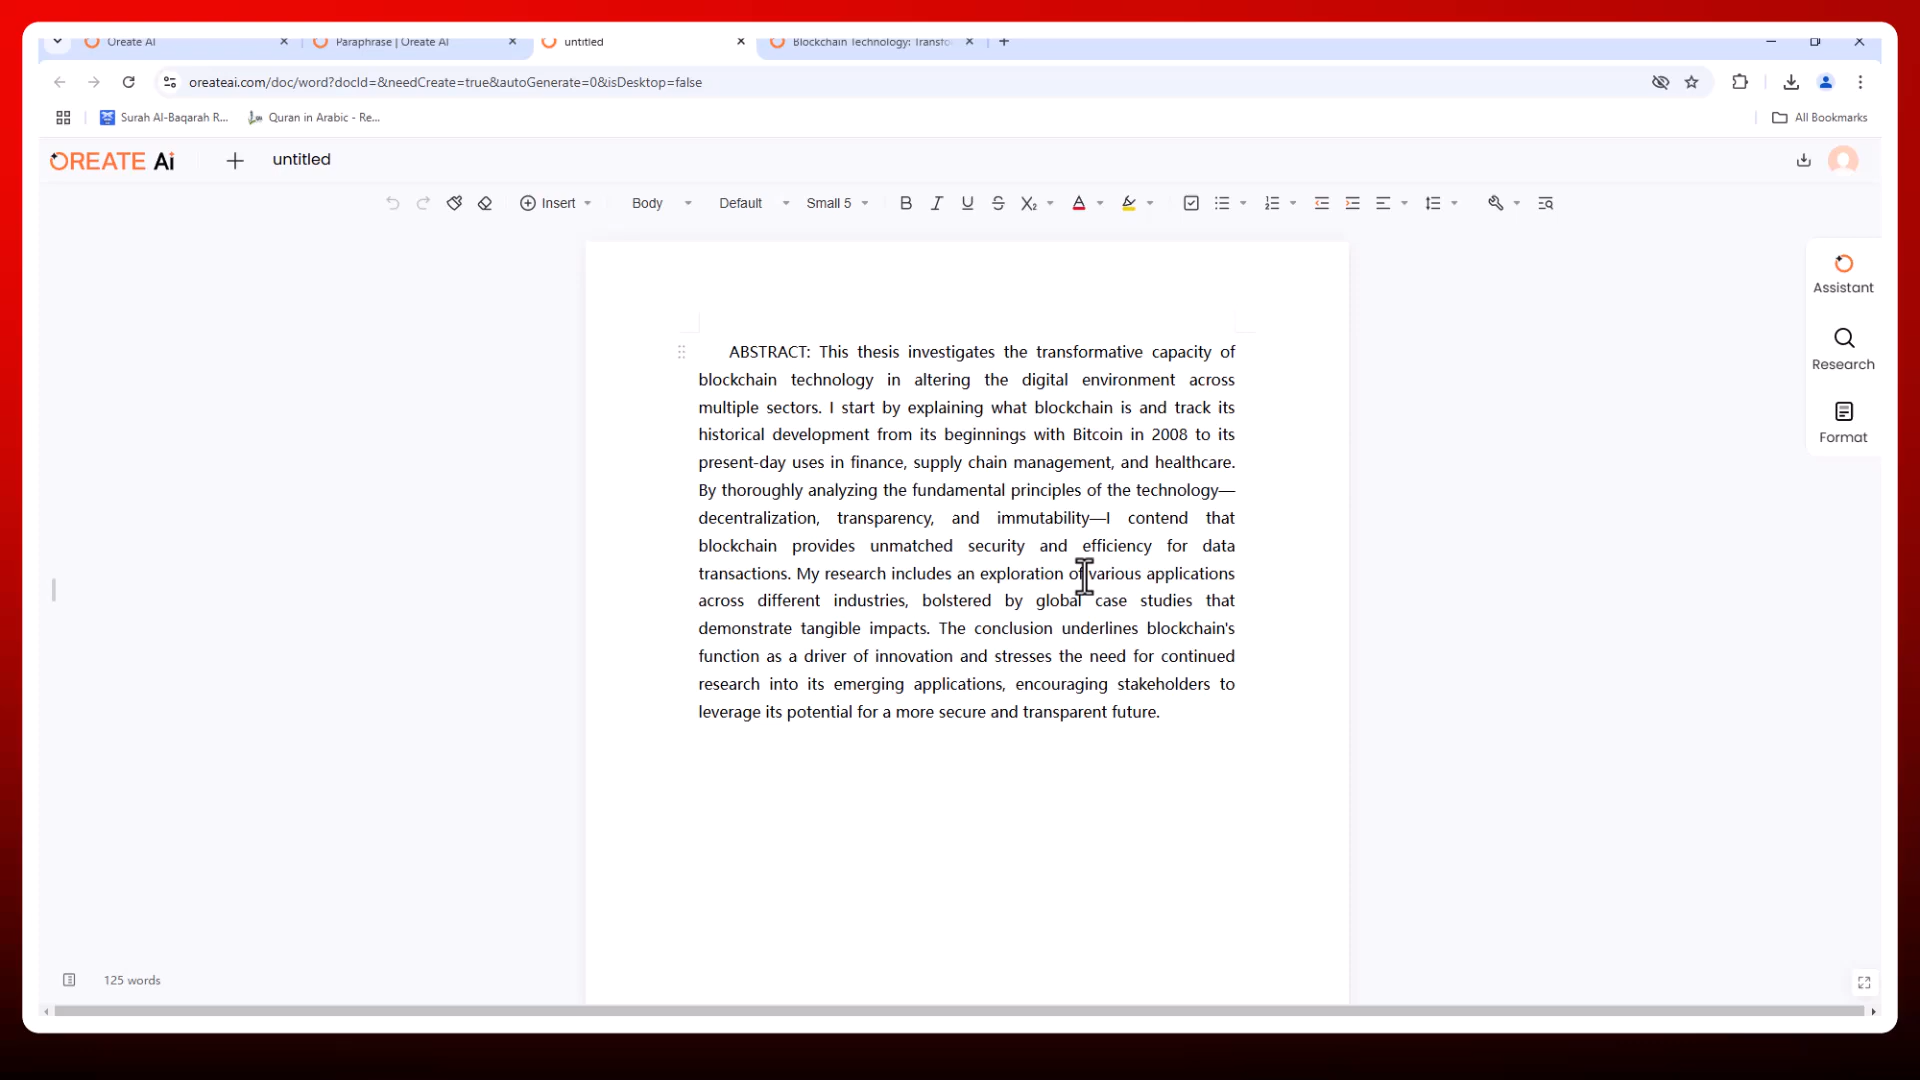 Oreate AI
Paraphrase | Oreate AI
untitled
Blockchain Technology: Transfo
oreateai.com/doc/word?docId=&needCreate=true&autoGenerate=0&isDesktop=false
Surah Al-Baqarah R...
Quran in Arabic - Re...
All Bookmarks
OREATE Ai
untitled
Insert
Body
Default
Small 5
B I U S X₂ A
Assistant
Research
Format
ABSTRACT: This thesis investigates the transformative capacity of
blockchain technology in altering the digital environment across
multiple sectors. I start by explaining what blockchain is and track its
historical development from its beginnings with Bitcoin in 2008 to its
present-day uses in finance, supply chain management, and healthcare.
By thoroughly analyzing the fundamental principles of the technology—
decentralization, transparency, and immutability—I contend that
blockchain provides unmatched security and efficiency for data
transactions. My research includes an exploration of various applications
across different industries, bolstered by global case studies that
demonstrate tangible impacts. The conclusion underlines blockchain's
function as a driver of innovation and stresses the need for continued
research into its emerging applications, encouraging stakeholders to
leverage its potential for a more secure and transparent future.
125 words